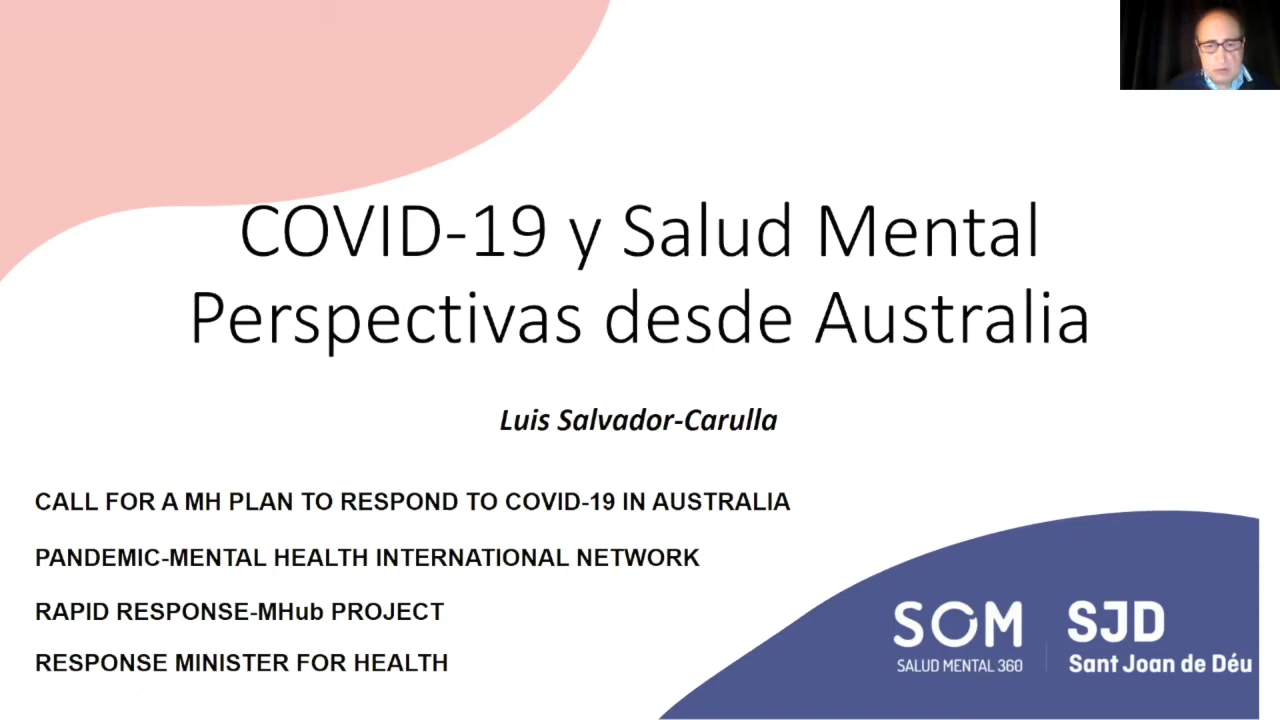 COVID-19 y Salud Mental
Perspectivas desde Australia
Luis Salvador-Carulla
CALL FOR A MH PLAN TO RESPOND TO COVID-19 IN AUSTRALIA
PANDEMIC-MENTAL HEALTH INTERNATIONAL NETWORK
RAPID RESPONSE-MHub PROJECT
RESPONSE MINISTER FOR HEALTH
SOM
SALUD MENTAL 360
SJD
Sant Joan de Déu